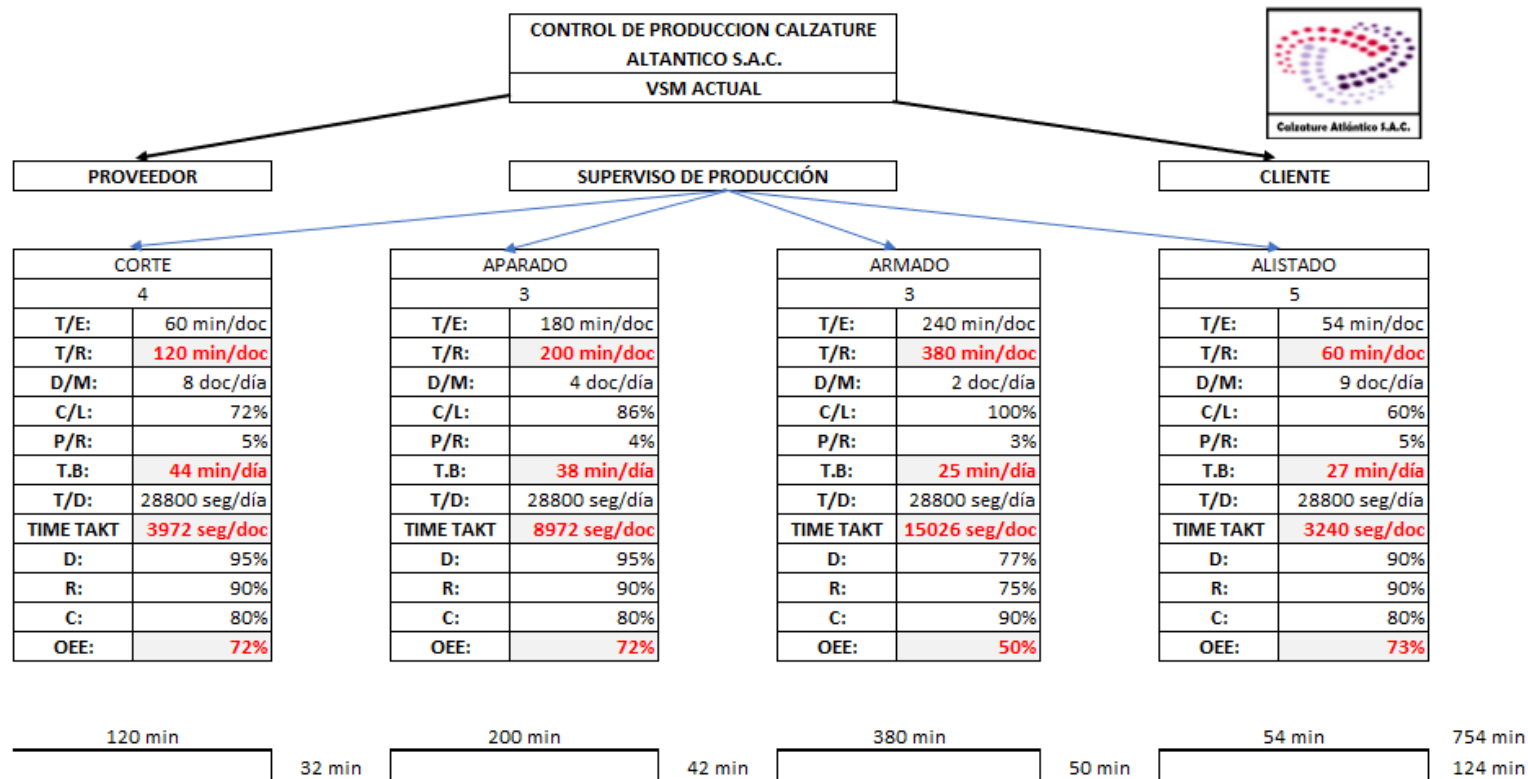 CONTROL DE PRODUCCION CALZATURE
ALTANTICO S.A.C.
VSM ACTUAL
Calzature Atlántico S.A.C.
PROVEEDOR SUPERVISO DE PRODUCCIÓN CLIENTE
CORTE APARADO ARMADO ALISTADO
4 3 3 5
T/E: 60 min/doc T/E: 180 min/doc T/E: 240 min/doc T/E: 54 min/doc
T/R: 120 min/doc T/R: 200 min/doc T/R: 380 min/doc T/R: 60 min/doc
D/M: 8 doc/día D/M: 4 doc/día D/M: 2 doc/día D/M: 9 doc/día
C/L: 72% C/L: 86% C/L: 100% C/L: 60%
P/R: 5% P/R: 4% P/R: 3% P/R: 5%
T.B: 44 min/día T.B: 38 min/día T.B: 25 min/día T.B: 27 min/día
T/D: 28800 seg/día T/D: 28800 seg/día T/D: 28800 seg/día T/D: 28800 seg/día
TIME TAKT 3972 seg/doc TIME TAKT 8972 seg/doc TIME TAKT 15026 seg/doc TIME TAKT 3240 seg/doc
D: 95% D: 95% D: 77% D: 90%
R: 90% R: 90% R: 75% R: 90%
C: 80% C: 80% C: 90% C: 80%
OEE: 72% OEE: 72% OEE: 50% OEE: 73%
120 min 200 min 380 min 54 min 754 min
32 min 42 min 50 min 124 min